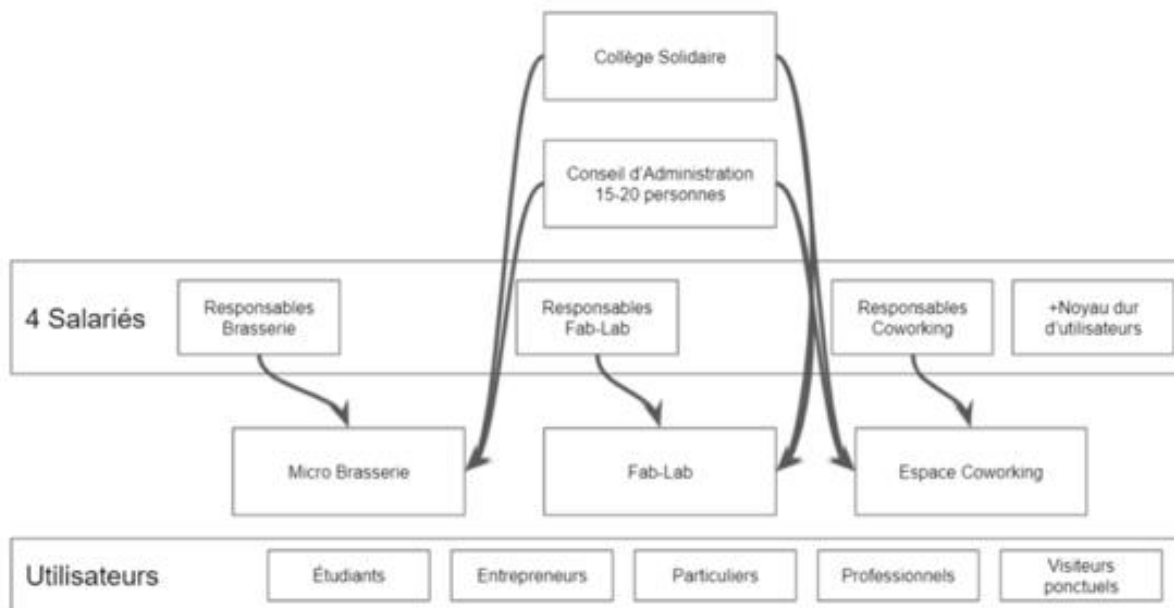 Collège Solidaire
Conseil d'Administration
15-20 personnes
4 Salariés
Responsables
Brasserie
Responsables
Fab-Lab
Responsables
Coworking
+Noyau dur
d'utilisateurs
Micro Brasserie
Fab-Lab
Espace Coworking
Utilisateurs
Étudiants
Entrepreneurs
Particuliers
Professionnels
Visiteurs
ponctuels